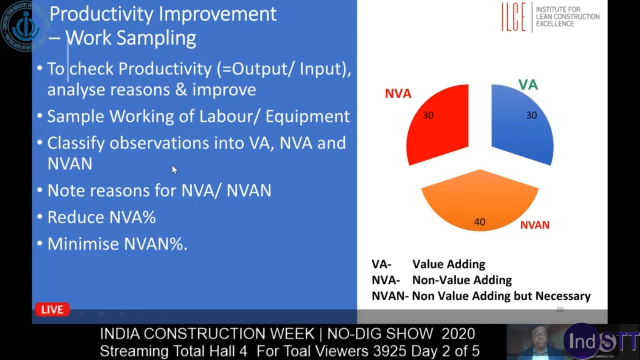 Productivity Improvement
– Work Sampling
• To check Productivity (=Output/ Input),
analyse reasons & improve
• Sample Working of Labour/ Equipment
• Classify observations into VA, NVA and
NVAN
• Note reasons for NVA/ NVAN
• Reduce NVA%
• Minimise NVAN%.
ILCE
INSTITUTE FOR
LEAN CONSTRUCTION
EXCELLENCE
NVA
VA
30
30
40
NVAN
VA- Value Adding
NVA- Non-Value Adding
NVAN- Non Value Adding but Necessary
20
LIVE
IndSTT
INDIA CONSTRUCTION WEEK | NO-DIG SHOW 2020
Streaming Total Hall 4 For Toal Viewers 3925 Day 2 of 5